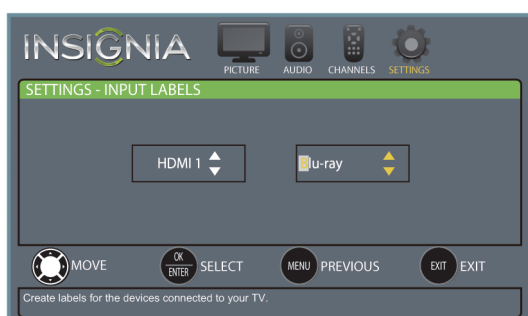 INSIGNIA
PICTURE AUDIO CHANNELS SETTINGS
SETTINGS - INPUT LABELS
HDMI 1 Blu-ray
MOVE OK ENTER SELECT MENU PREVIOUS EXIT EXIT
Create labels for the devices connected to your TV.